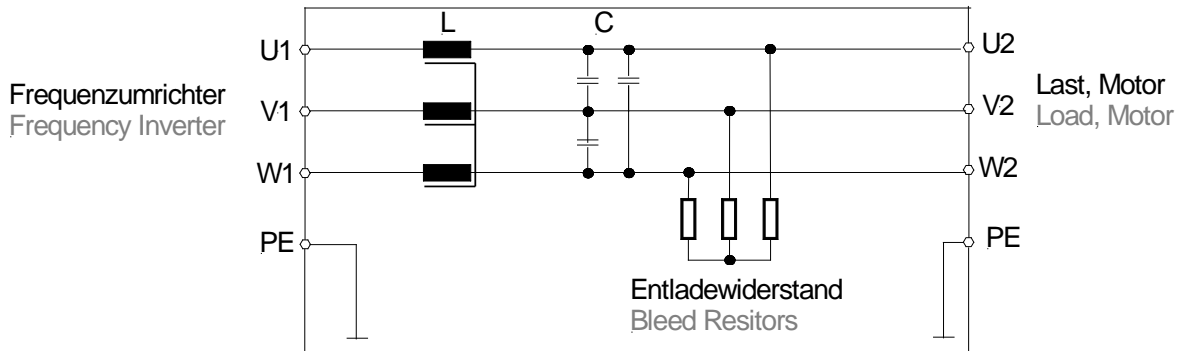 L C
U1 U2
Frequenzumrichter
Frequency Inverter
V1 V2
Last, Motor
Load, Motor
W1 W2
PE PE
Entladewiderstand
Bleed Resitors